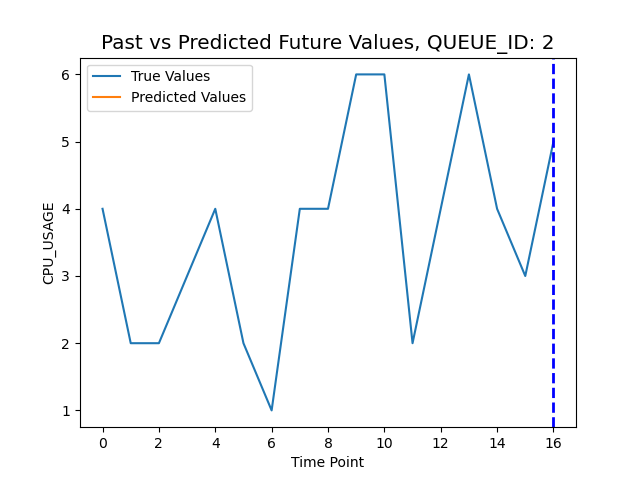 Past vs Predicted Future Values, QUEUE_ID: 2
True Values
Predicted Values
CPU_USAGE
6
5
4
3
2
1
0 2 4 6 8 10 12 14 16
Time Point